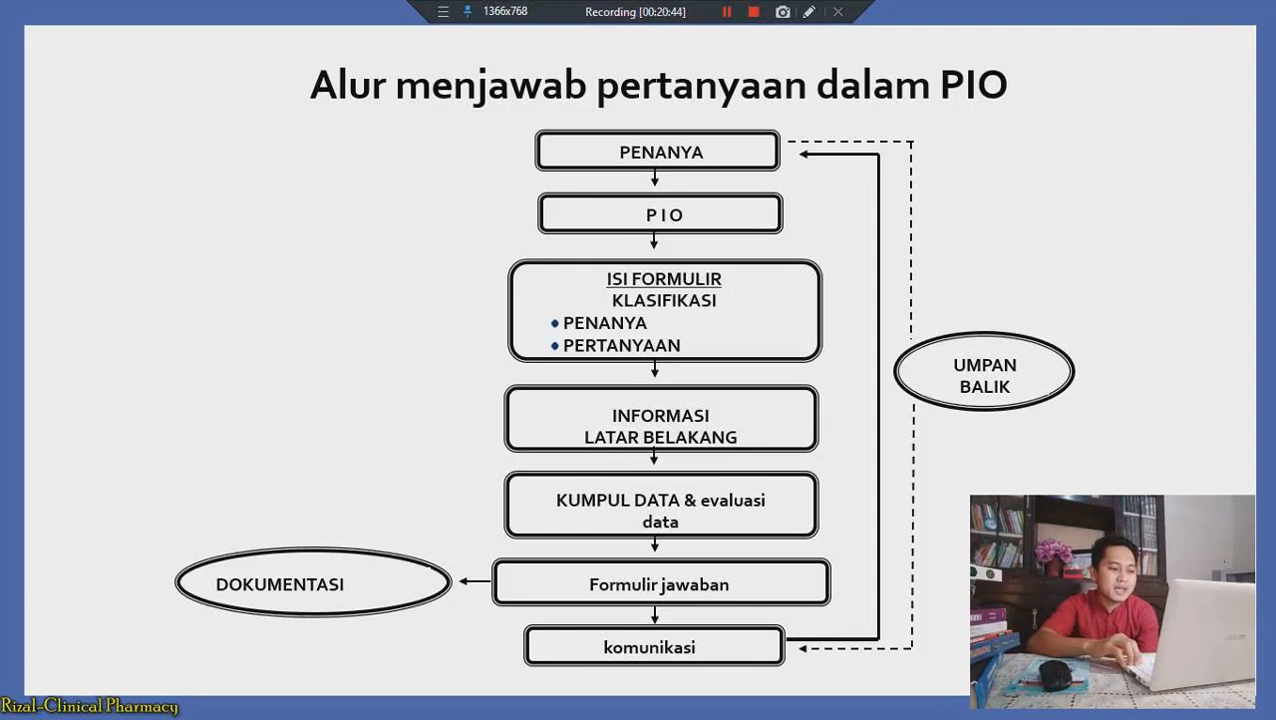 1366x768
Recording [00:20:44]
Alur menjawab pertanyaan dalam PIO
PENANYA
P I O
ISI FORMULIR
KLASIFIKASI
• PENANYA
• PERTANYAAN
UMPAN
BALIK
INFORMASI
LATAR BELAKANG
KUMPUL DATA & evaluasi
data
DOKUMENTASI
Formulir jawaban
komunikasi
Rizal-Clinical Pharmacy